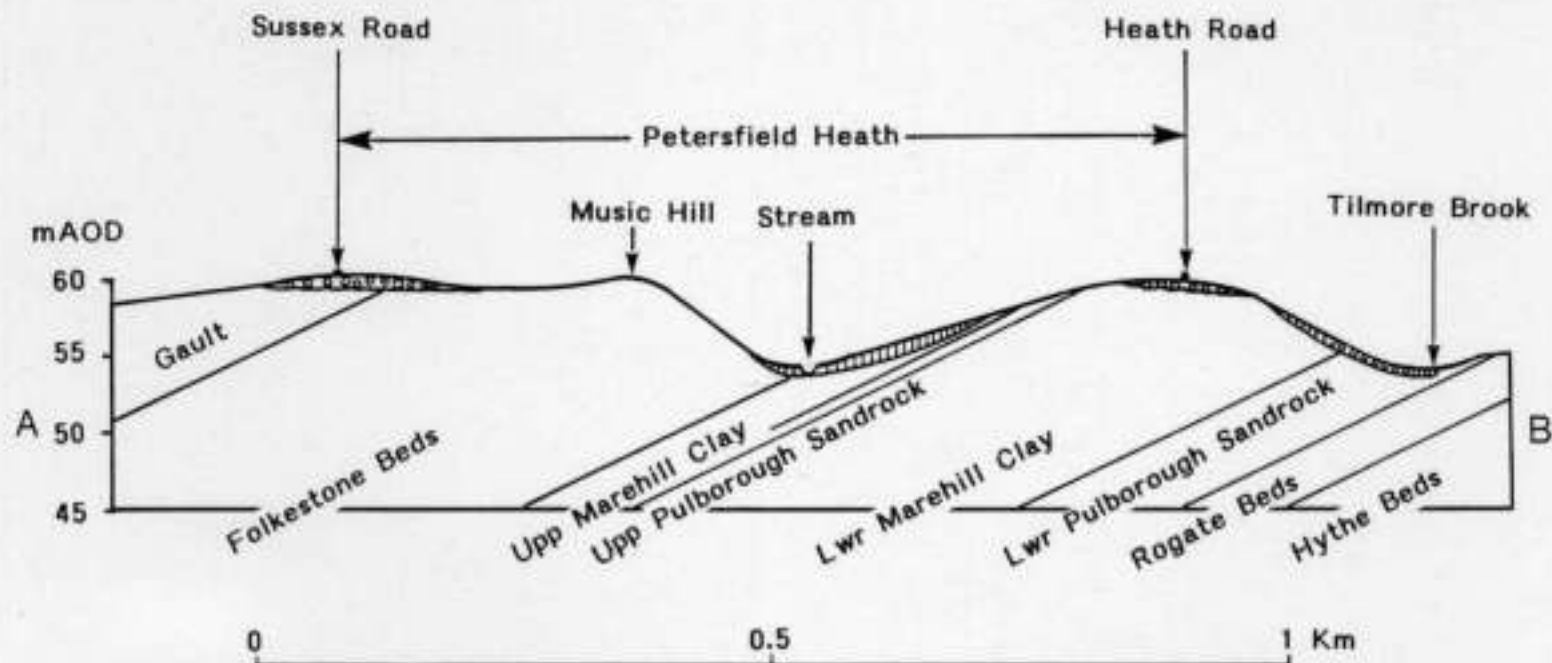 Sussex Road
Heath Road
Petersfield Heath
Music Hill
Stream
Tilmore Brook
mAOD
60
55
50
45
A
B
Gault
Folkestone Beds
Upp Marehill Clay
Upp Pulborough Sandrock
Lwr Marehill Clay
Lwr Pulborough Sandrock
Rogate Beds
Hythe Beds
0
0.5
1 Km